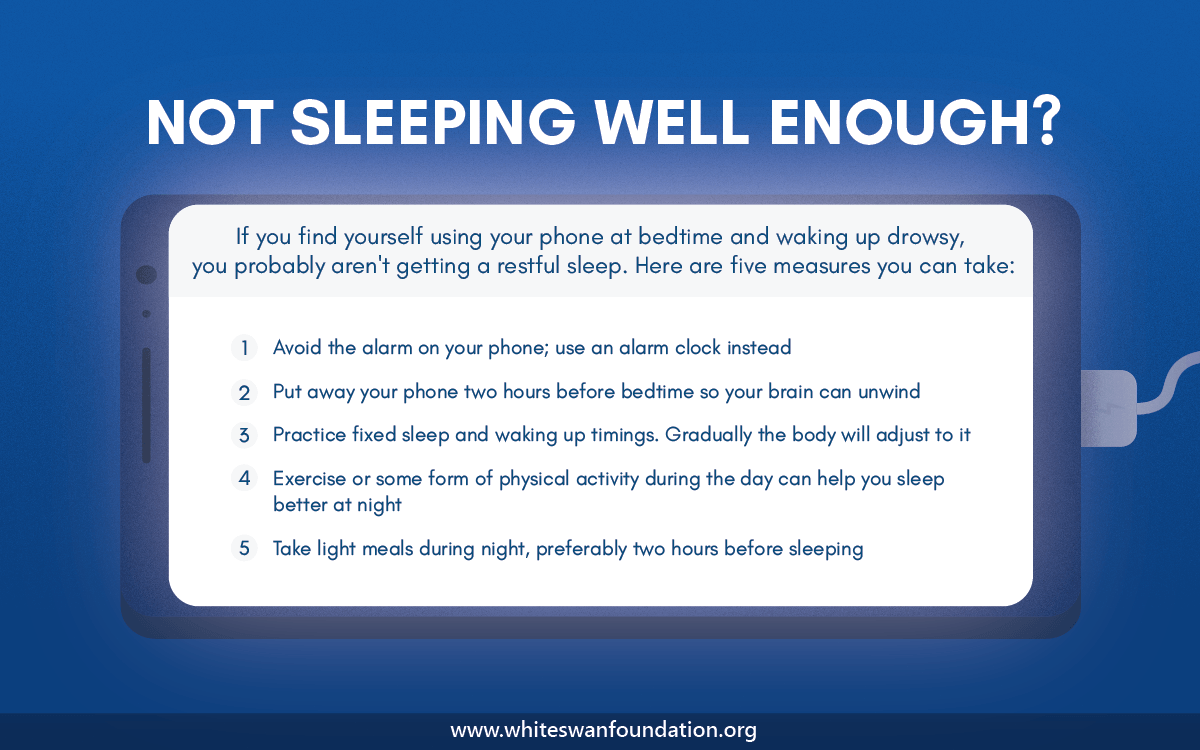 NOT SLEEPING WELL ENOUGH?
If you find yourself using your phone at bedtime and waking up drowsy,
you probably aren't getting a restful sleep. Here are five measures you can take:
1 Avoid the alarm on your phone; use an alarm clock instead
2 Put away your phone two hours before bedtime so your brain can unwind
3 Practice fixed sleep and waking up timings. Gradually the body will adjust to it
4 Exercise or some form of physical activity during the day can help you sleep
better at night
5 Take light meals during night, preferably two hours before sleeping
www.whiteswanfoundation.org